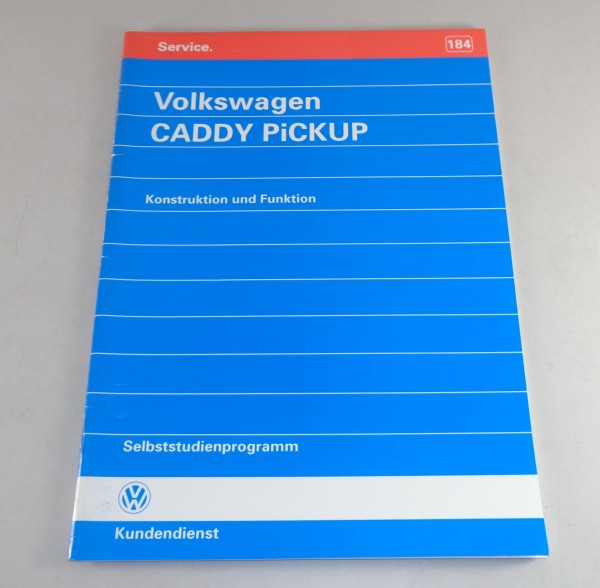 Service.
184
Volkswagen
CADDY PiCKUP
Konstruktion und Funktion
Selbststudienprogramm
VW
Kundendienst